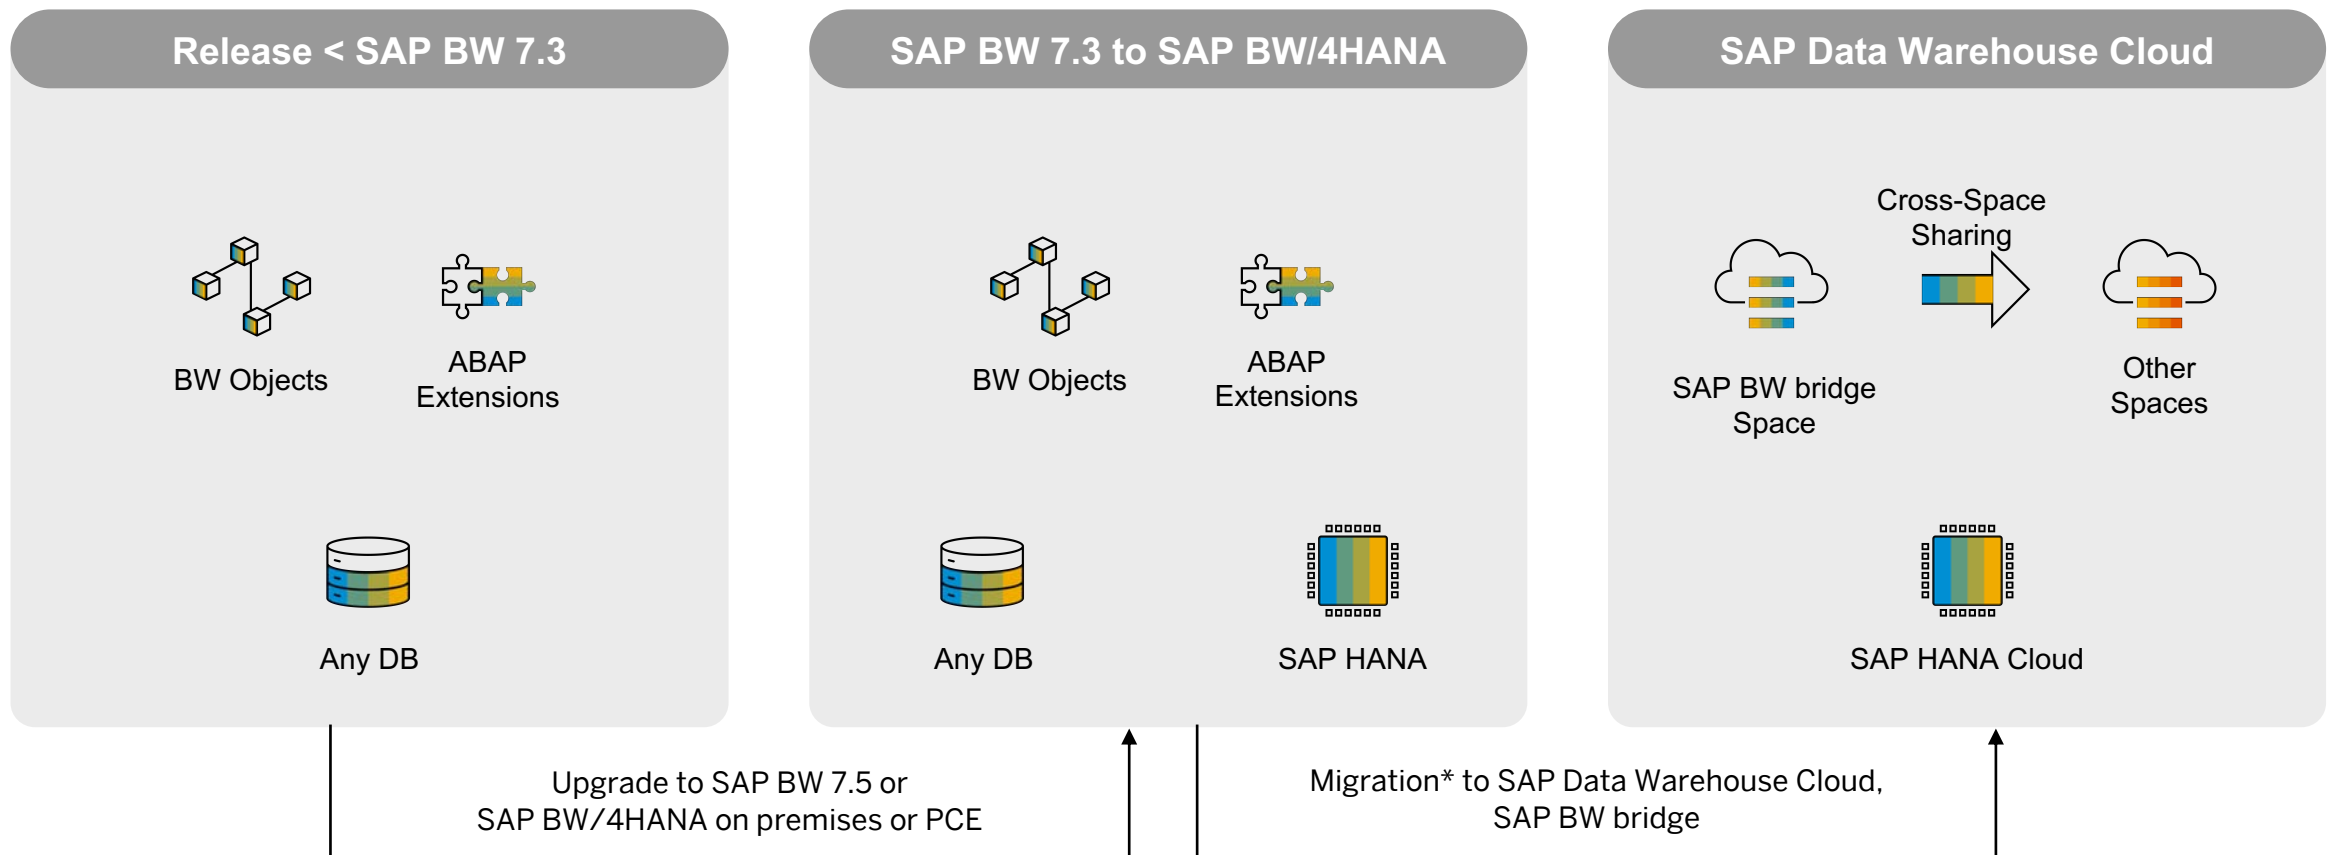 Release < SAP BW 7.3
BW Objects
ABAP
Extensions
Any DB
SAP BW 7.3 to SAP BW/4HANA
BW Objects
ABAP
Extensions
Any DB
SAP HANA
SAP Data Warehouse Cloud
Cross-Space
Sharing
SAP BW bridge
Space
Other
Spaces
SAP HANA Cloud
Upgrade to SAP BW 7.5 or
SAP BW/4HANA on premises or PCE
Migration* to SAP Data Warehouse Cloud,
SAP BW bridge